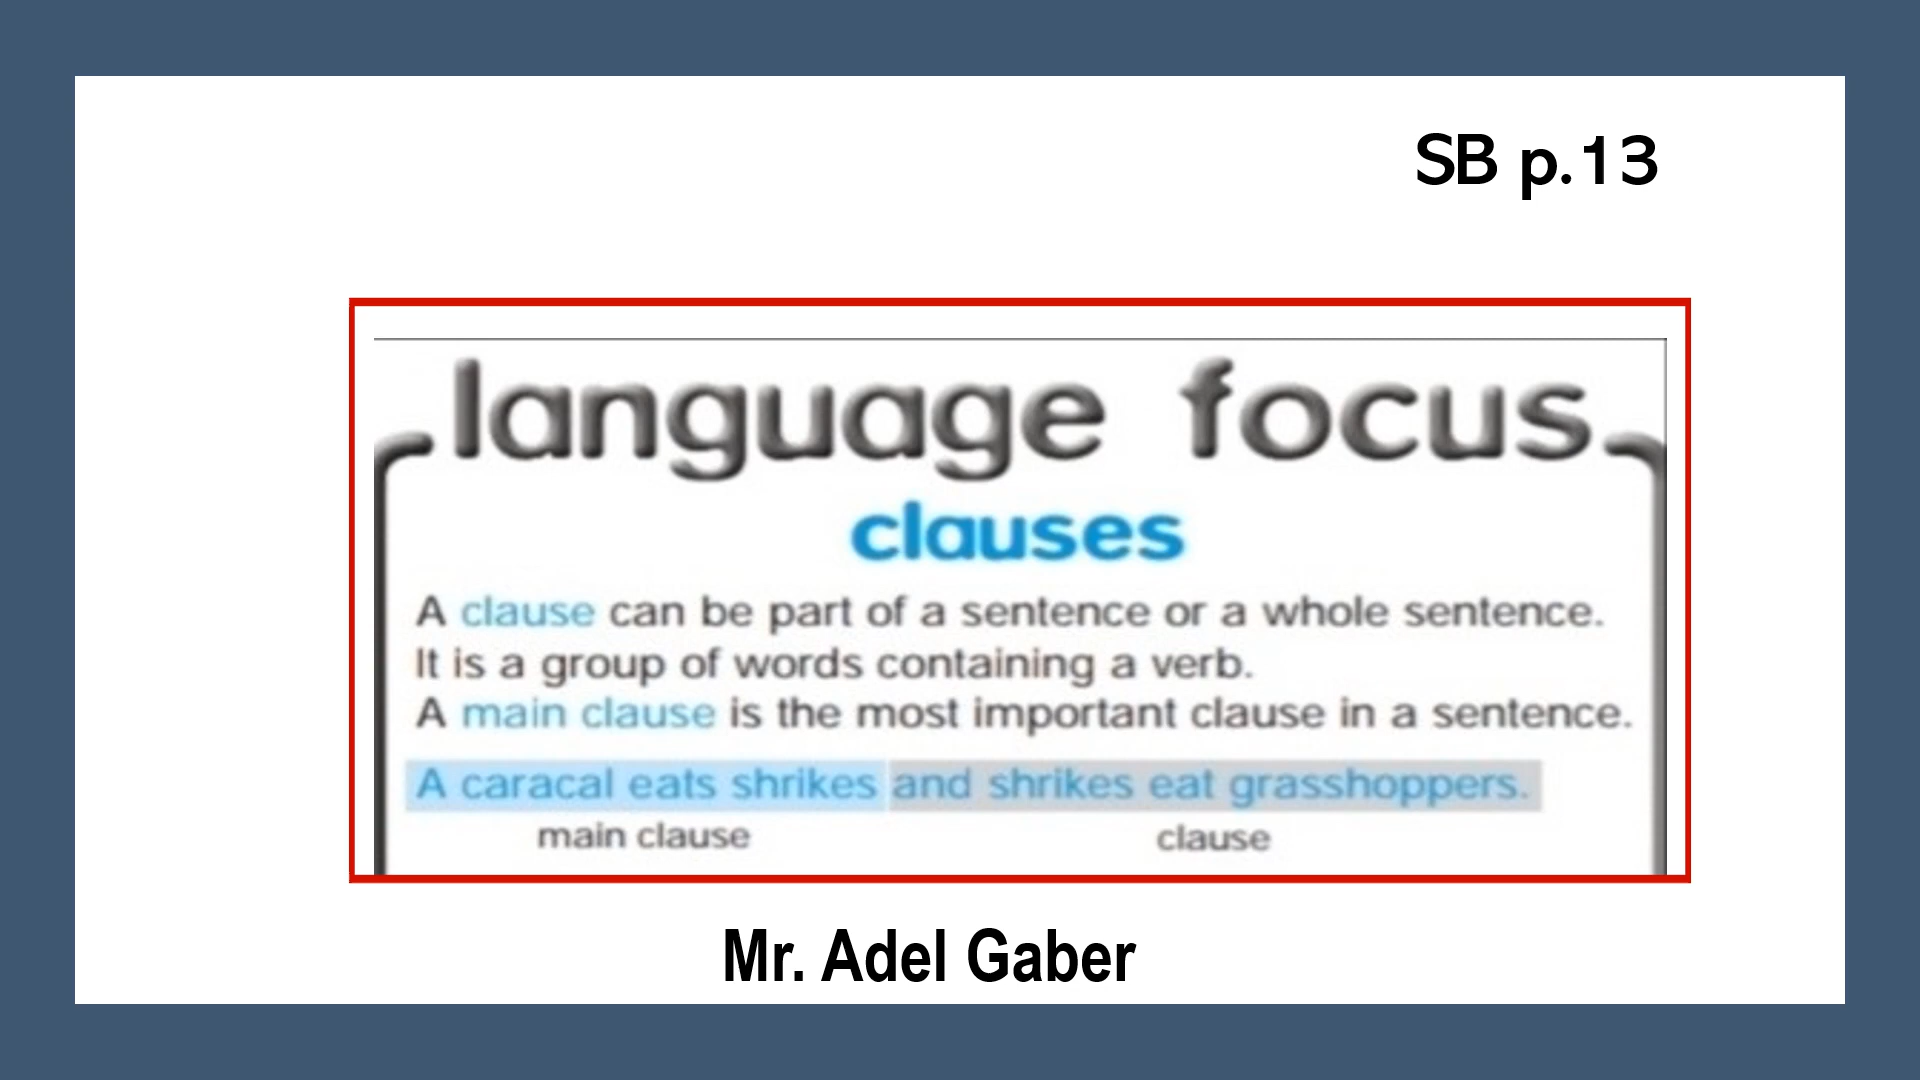 SB p.13
language focus
clauses
A clause can be part of a sentence or a whole sentence.
It is a group of words containing a verb.
A main clause is the most important clause in a sentence.
A caracal eats shrikes and shrikes eat grasshoppers.
main clause clause
Mr. Adel Gaber